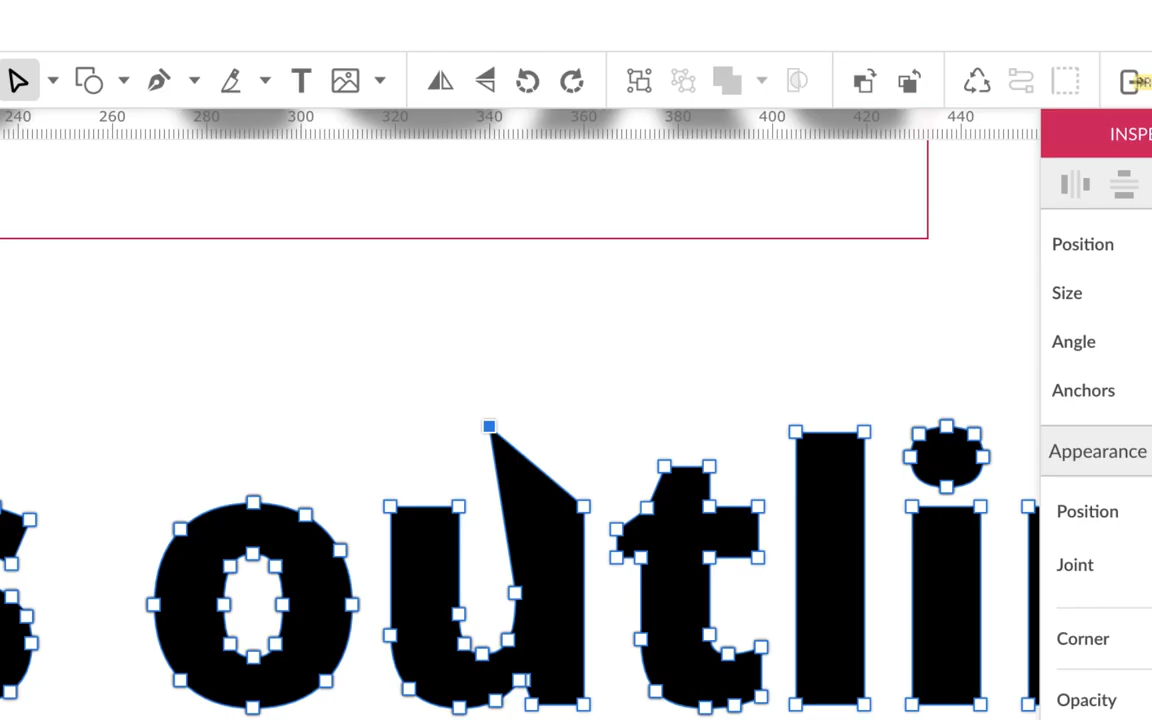 T
240 260 280 300 320 340 360 380 400 420 440
INSPE
Position
Size
Angle
Anchors
Appearance
Position
Joint
Corner
Opacity
s outli